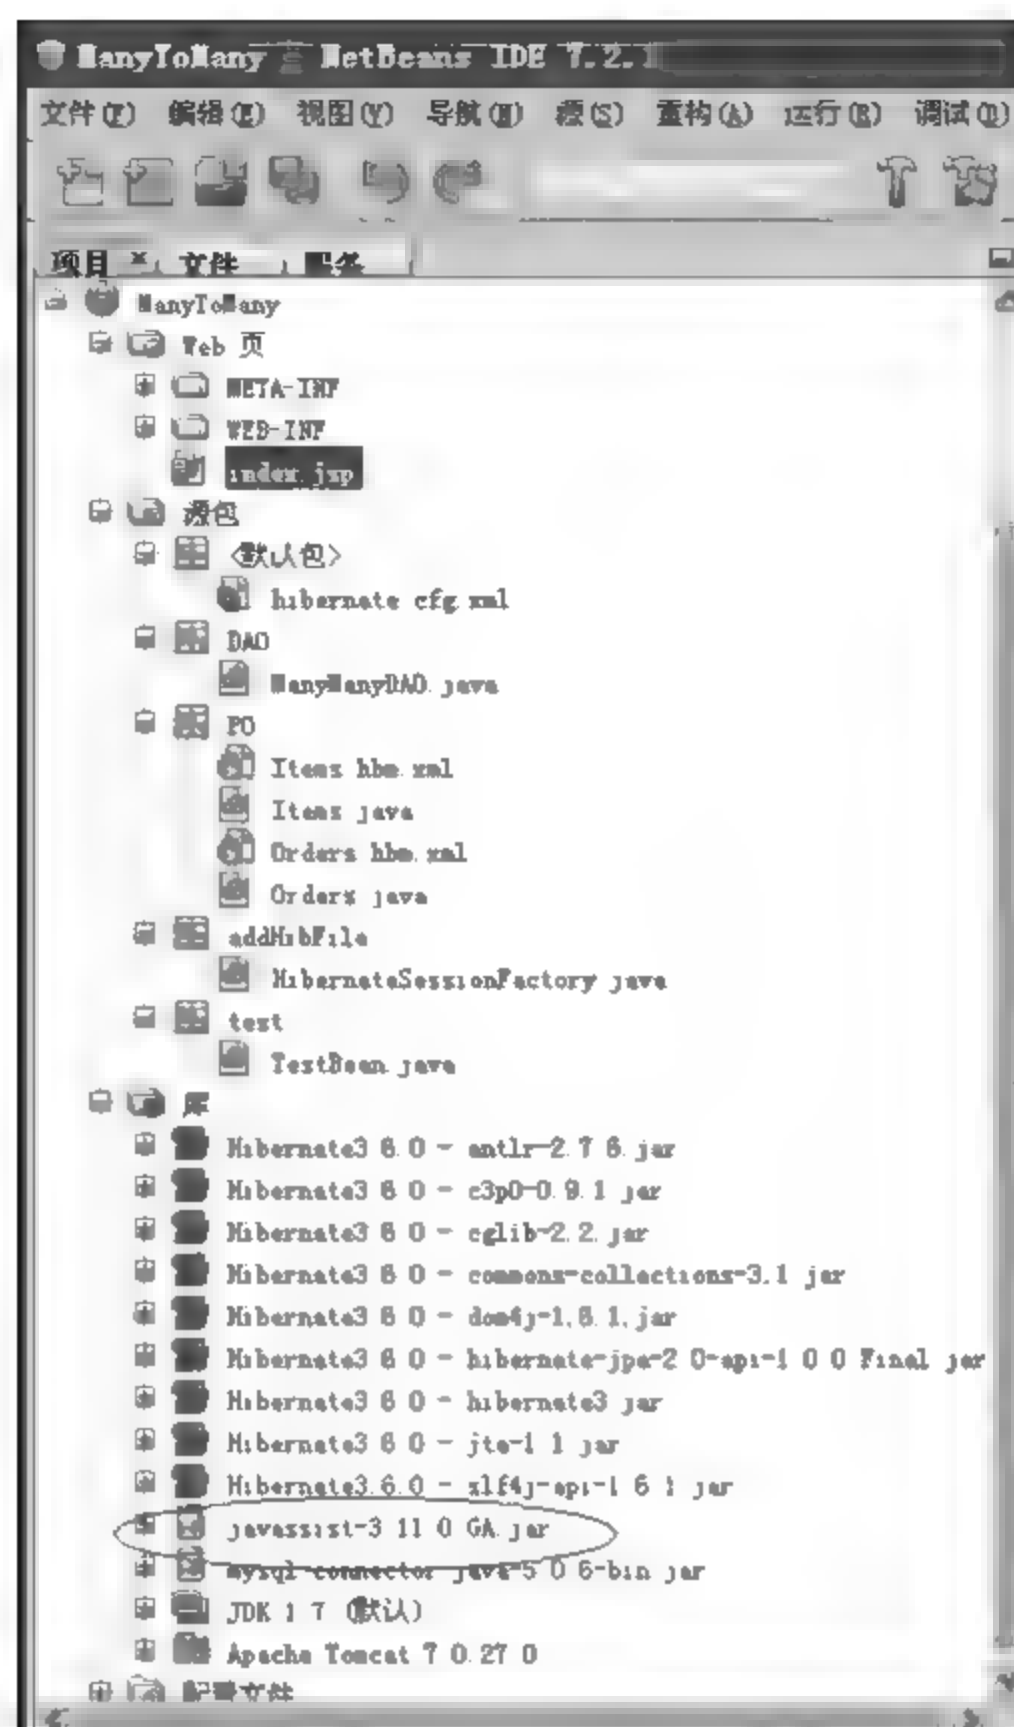 ManyToMany - NetBeans IDE 7.2.1
文件(F) 编辑(E) 视图(V) 导航(N) 源(S) 重构(A) 运行(R) 调试(D)
项目 × 文件 服务
ManyToMany
Web 页
META-INF
WEB-INF
index.jsp
源包
<默认包>
hibernate.cfg.xml
DAO
ManyManyDAO.java
PO
Items.hbm.xml
Items.java
Orders.hbm.xml
Orders.java
addHibFile
HibernateSessionFactory.java
test
TestBean.java
库
Hibernate3.6.0 - antlr-2.7.6.jar
Hibernate3.6.0 - c3p0-0.9.1.jar
Hibernate3.6.0 - cglib-2.2.jar
Hibernate3.6.0 - commons-collections-3.1.jar
Hibernate3.6.0 - dom4j-1.6.1.jar
Hibernate3.6.0 - hibernate-jpa-2.0-api-1.0.0.Final.jar
Hibernate3.6.0 - hibernate3.jar
Hibernate3.6.0 - jta-1.1.jar
Hibernate3.6.0 - slf4j-api-1.6.1.jar
javassist-3.11.0.GA.jar
mysql-connector-java-5.0.6-bin.jar
JDK 1.7 (默认)
Apache Tomcat 7.0.27.0
配置文件